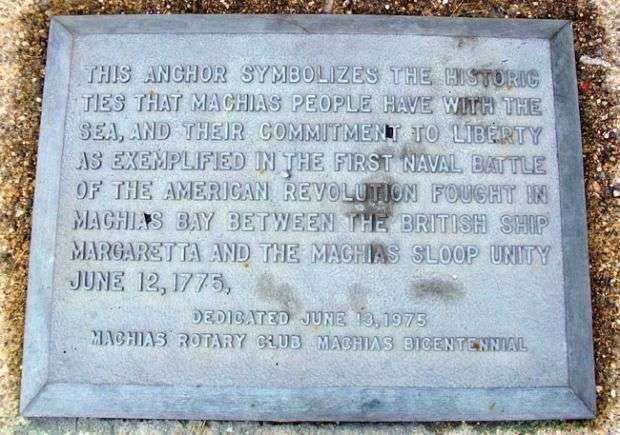 THIS ANCHOR SYMBOLIZES THE HISTORIC
TIES THAT MACHIAS PEOPLE HAVE WITH THE
SEA, AND THEIR COMMITMENT TO LIBERTY
AS EXEMPLIFIED IN THE FIRST NAVAL BATTLE
OF THE AMERICAN REVOLUTION FOUGHT IN
MACHIAS BAY BETWEEN THE BRITISH SHIP
MARGARETTA AND THE MACHIAS SLOOP UNITY
JUNE 12, 1775,
DEDICATED JUNE 13, 1975
MACHIAS ROTARY CLUB MACHIAS BICENTENNIAL